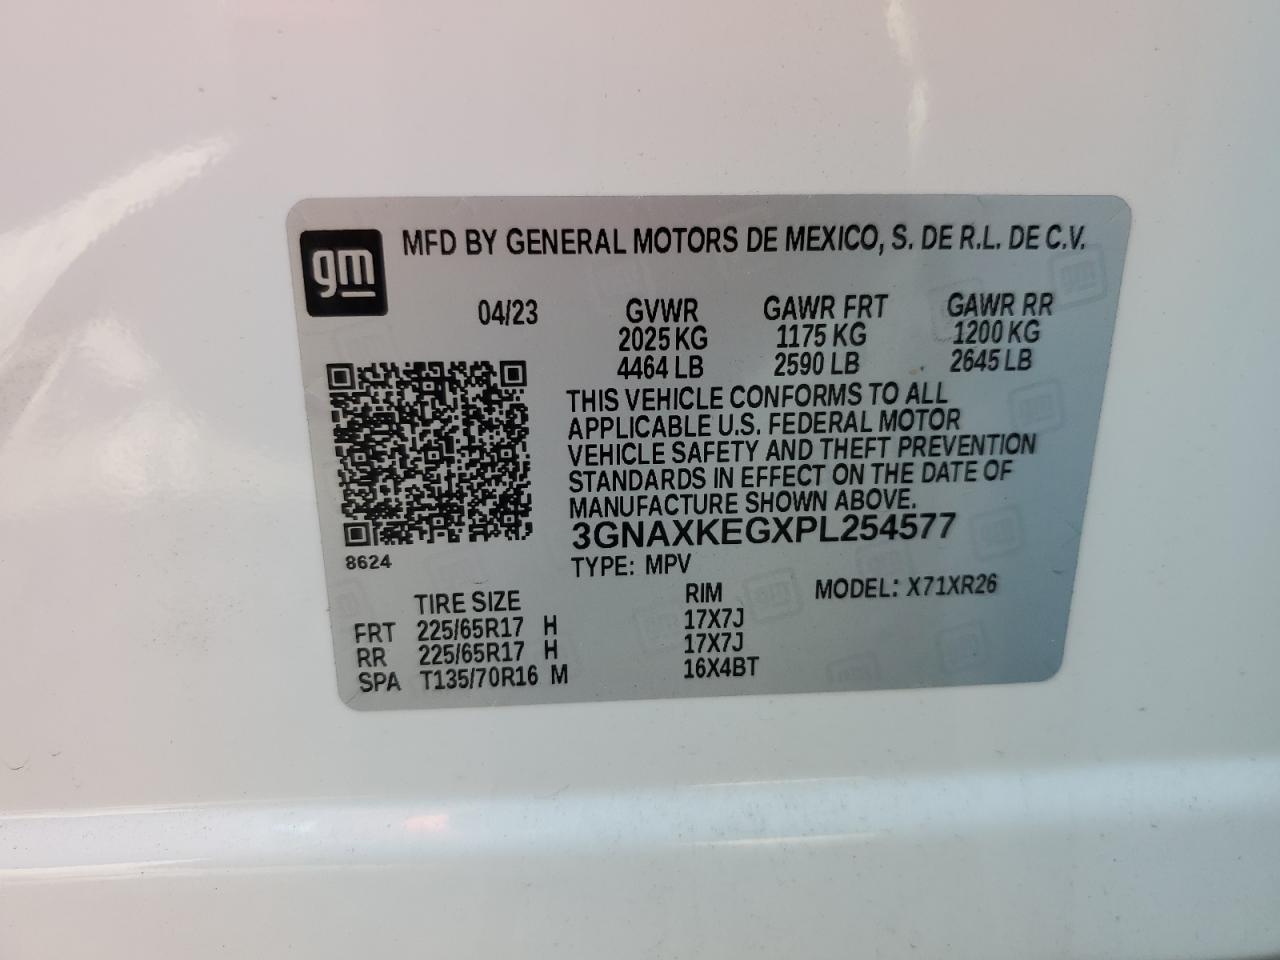 gm MFD BY GENERAL MOTORS DE MEXICO, S. DE R.L. DE C.V.
04/23 GVWR GAWR FRT GAWR RR
2025 KG 1175 KG 1200 KG
4464 LB 2590 LB 2645 LB
THIS VEHICLE CONFORMS TO ALL
APPLICABLE U.S. FEDERAL MOTOR
VEHICLE SAFETY AND THEFT PREVENTION
STANDARDS IN EFFECT ON THE DATE OF
MANUFACTURE SHOWN ABOVE.
3GNAXKEGXPL254577
8624
TYPE: MPV
MODEL: X71XR26
TIRE SIZE RIM
FRT 225/65R17 H 17X7J
RR 225/65R17 H 17X7J
SPA T135/70R16 M 16X4BT